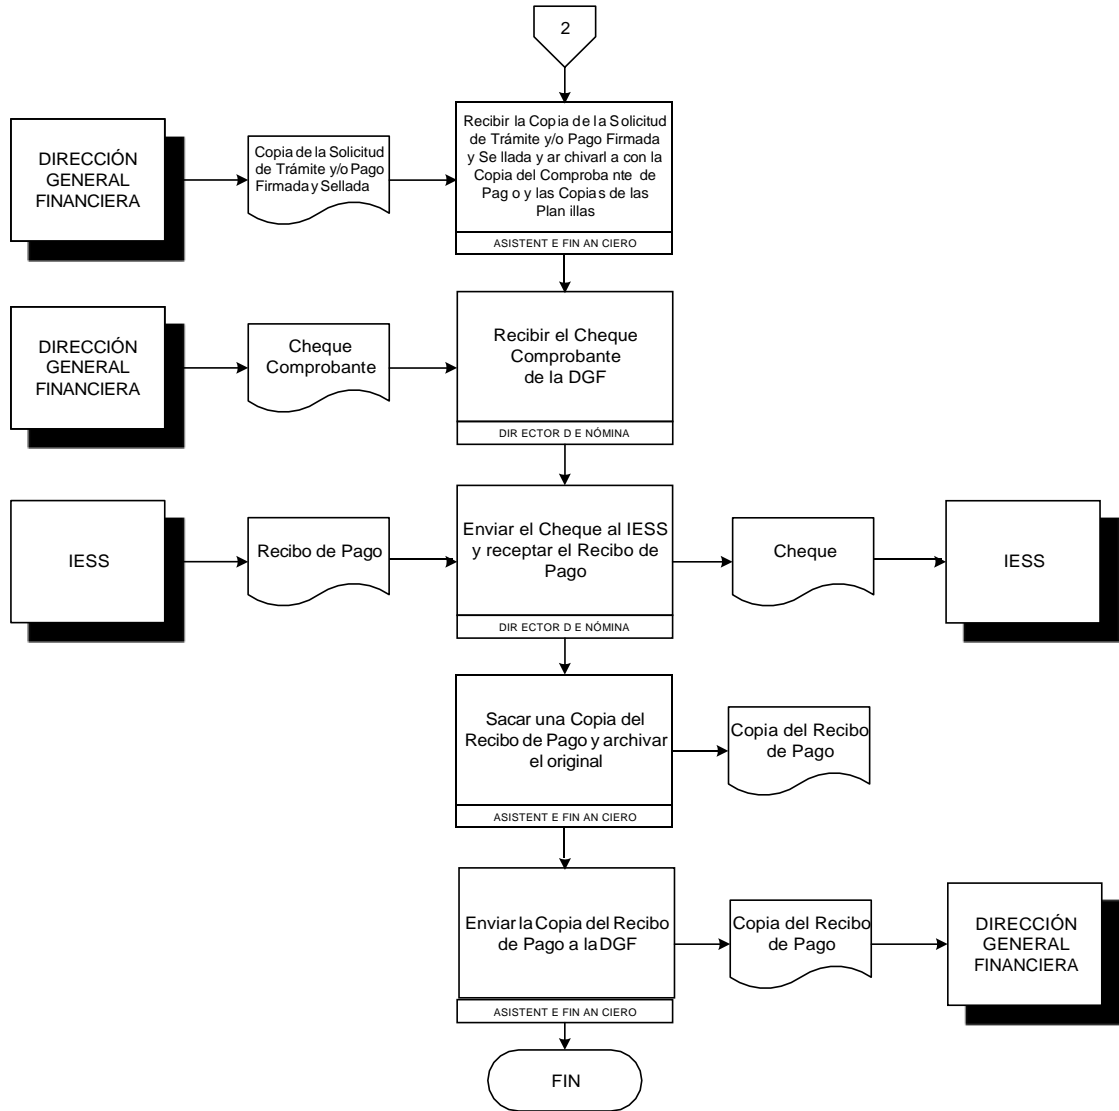 2
DIRECCIÓN
GENERAL
FINANCIERA
Copia de la Solicitud
de Trámite y/o Pago
Firmada y Sellada
Recibir la Copia de la Solicitud
de Trámite y/o Pago Firmada
y Sellada y archivarla con la
Copia del Comprobante de
Pago y las Copias de las
Planillas
ASISTENTE FINANCIERO
DIRECCIÓN
GENERAL
FINANCIERA
Cheque
Comprobante
Recibir el Cheque
Comprobante
de la DGF
DIRECTOR DE NÓMINA
IESS
Recibo de Pago
Enviar el Cheque al IESS
y receptar el Recibo de
Pago
DIRECTOR DE NÓMINA
Cheque
IESS
Sacar una Copia del
Recibo de Pago y archivar
el original
ASISTENTE FINANCIERO
Copia del Recibo
de Pago
Enviar la Copia del Recibo
de Pago a la DGF
ASISTENTE FINANCIERO
Copia del Recibo
de Pago
DIRECCIÓN
GENERAL
FINANCIERA
FIN